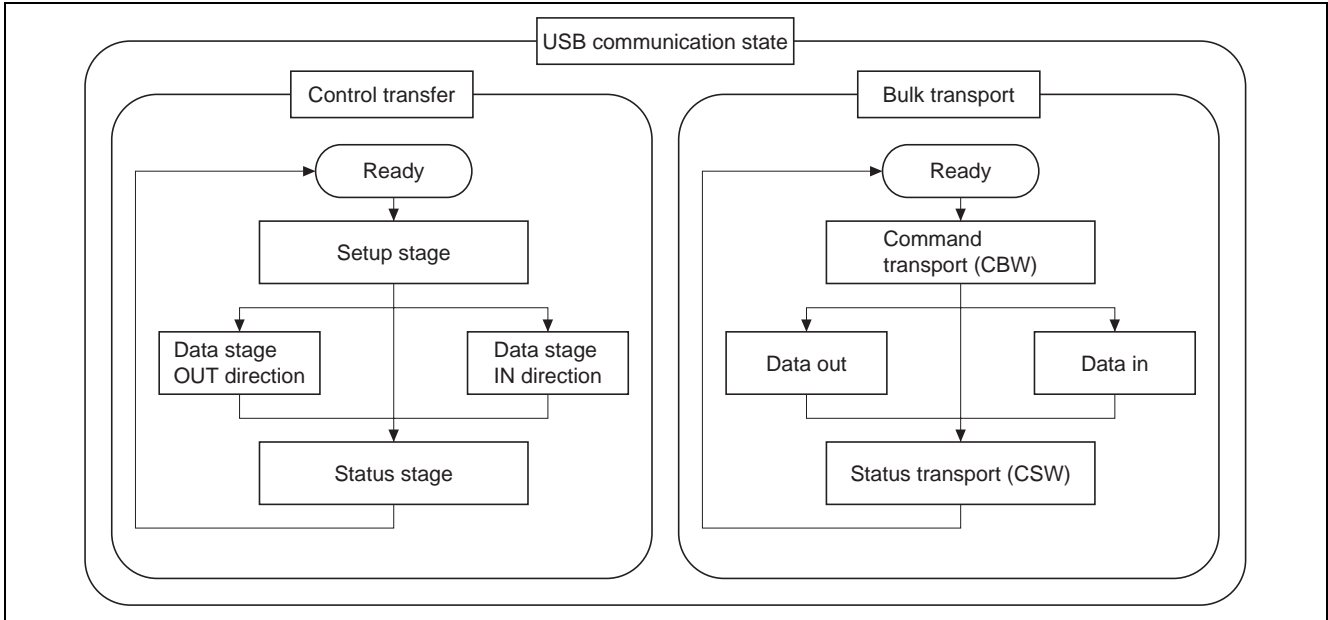 USB communication state
Control transfer
Ready
Setup stage
Data stage
OUT direction
Data stage
IN direction
Status stage
Bulk transport
Ready
Command
transport (CBW)
Data out
Data in
Status transport (CSW)